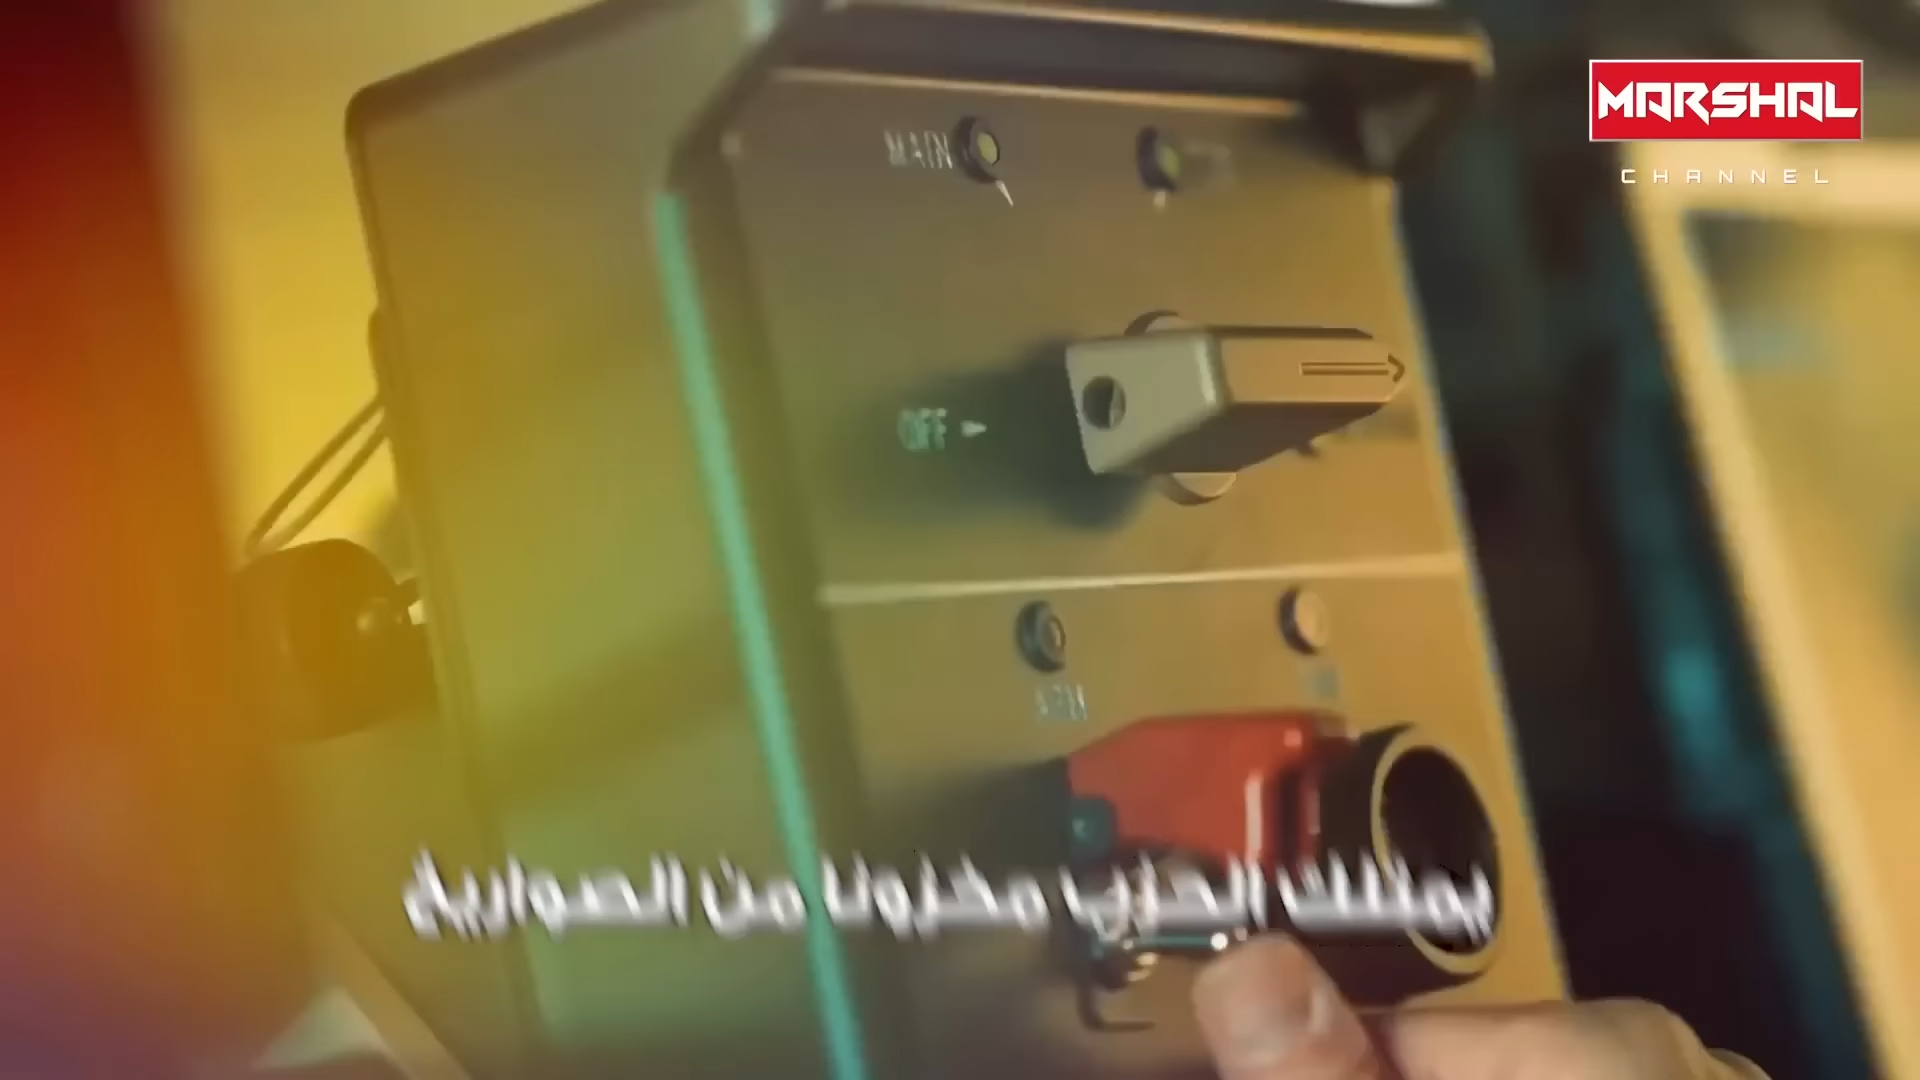 MARSHAL
CHANNEL
MAIN
OFF
ARM
يمتلك الحزب مخزونا من الصواريخ